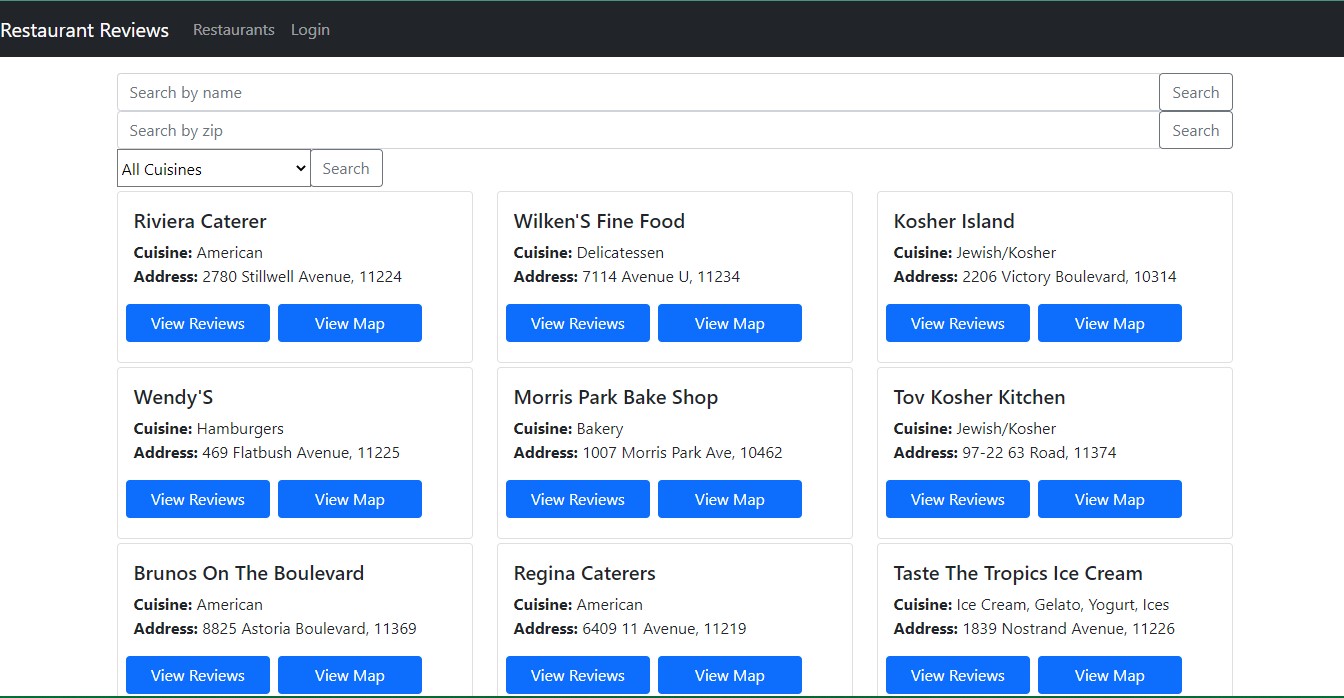 Restaurant Reviews Restaurants Login
Search by name Search
Search by zip Search
All Cuisines Search
Riviera Caterer
Cuisine: American
Address: 2780 Stillwell Avenue, 11224
View Reviews View Map
Wilken'S Fine Food
Cuisine: Delicatessen
Address: 7114 Avenue U, 11234
View Reviews View Map
Kosher Island
Cuisine: Jewish/Kosher
Address: 2206 Victory Boulevard, 10314
View Reviews View Map
Wendy'S
Cuisine: Hamburgers
Address: 469 Flatbush Avenue, 11225
View Reviews View Map
Morris Park Bake Shop
Cuisine: Bakery
Address: 1007 Morris Park Ave, 10462
View Reviews View Map
Tov Kosher Kitchen
Cuisine: Jewish/Kosher
Address: 97-22 63 Road, 11374
View Reviews View Map
Brunos On The Boulevard
Cuisine: American
Address: 8825 Astoria Boulevard, 11369
View Reviews View Map
Regina Caterers
Cuisine: American
Address: 6409 11 Avenue, 11219
View Reviews View Map
Taste The Tropics Ice Cream
Cuisine: Ice Cream, Gelato, Yogurt, Ices
Address: 1839 Nostrand Avenue, 11226
View Reviews View Map